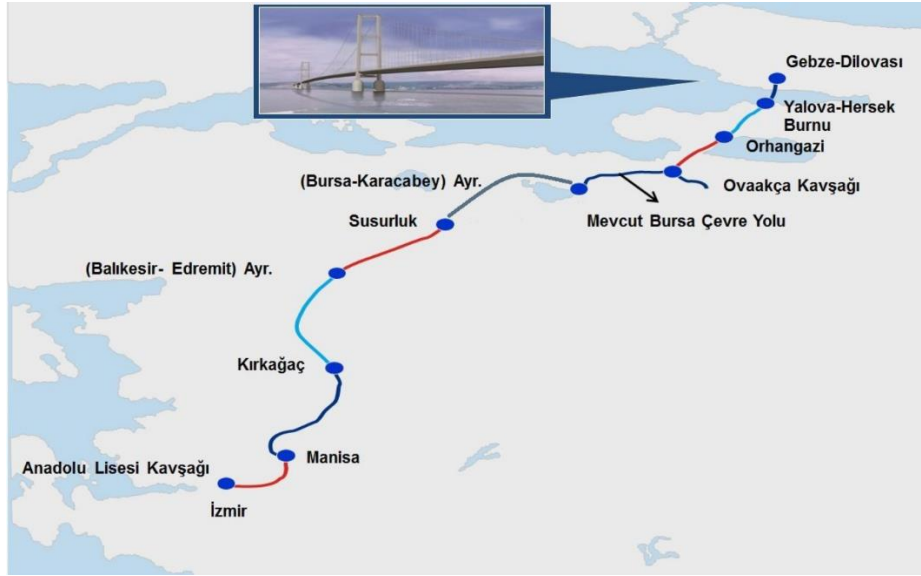 Gebze-Dilovası
Yalova-Hersek
Burnu
Orhangazi
(Bursa-Karacabey) Ayr.
Ovaakça Kavşağı
Susurluk
Mevcut Bursa Çevre Yolu
(Balıkesir- Edremit) Ayr.
Kırkağaç
Manisa
Anadolu Lisesi Kavşağı
İzmir